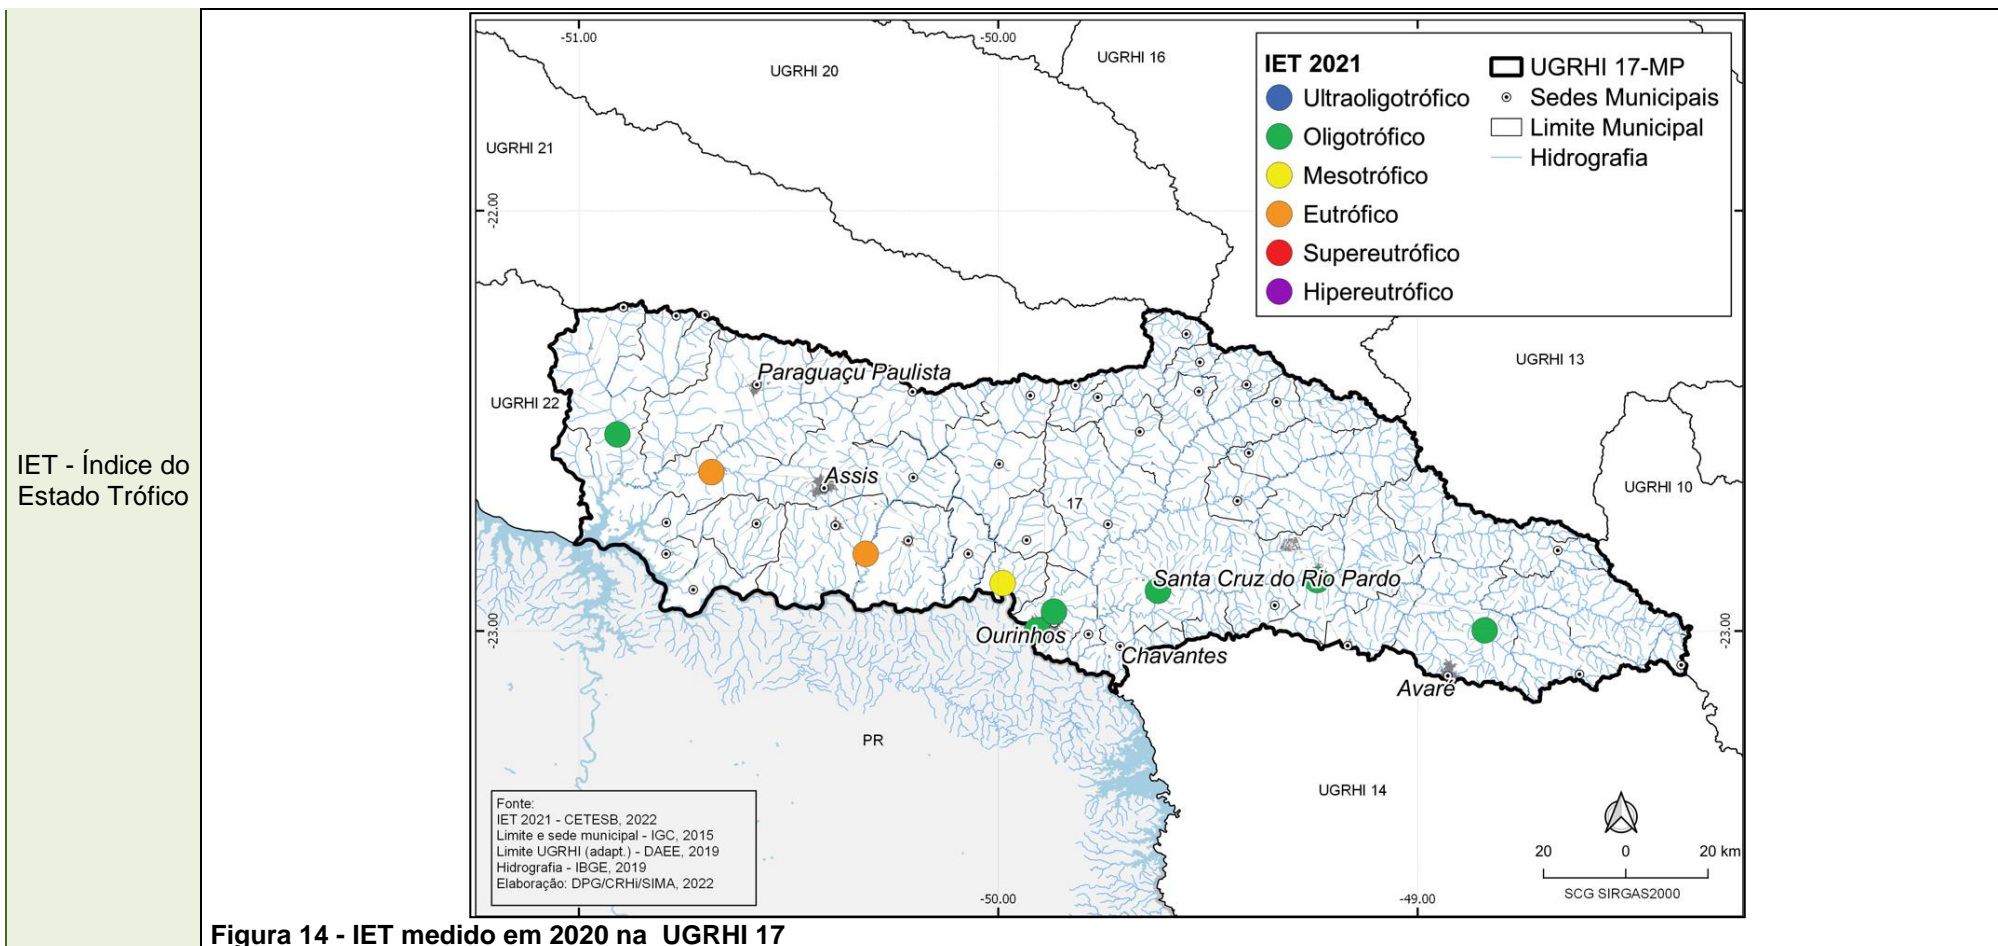 IET - Índice do
Estado Trófico
-51.00
-50.00
UGRHI 20
UGRHI 16
UGRHI 21
-22.00
IET 2021
Ultraoligotrófico
Oligotrófico
Mesotrófico
Eutrófico
Supereutrófico
Hipereutrófico
UGRHI 17-MP
Sedes Municipais
Limite Municipal
Hidrografia
UGRHI 13
Paraguaçu Paulista
UGRHI 22
Assis
UGRHI 10
17
Santa Cruz do Rio Pardo
-23.00
Ourinhos
-23.00
Chavantes
Avaré
PR
UGRHI 14
Fonte:
IET 2021 - CETESB, 2022
Limite e sede municipal - IGC, 2015
Limite UGRHI (adapt.) - DAEE, 2019
Hidrografia - IBGE, 2019
Elaboração: DPG/CRHi/SIMA, 2022
20 0 20 km
SCG SIRGAS2000
-50.00
-49.00
Figura 14 - IET medido em 2020 na UGRHI 17